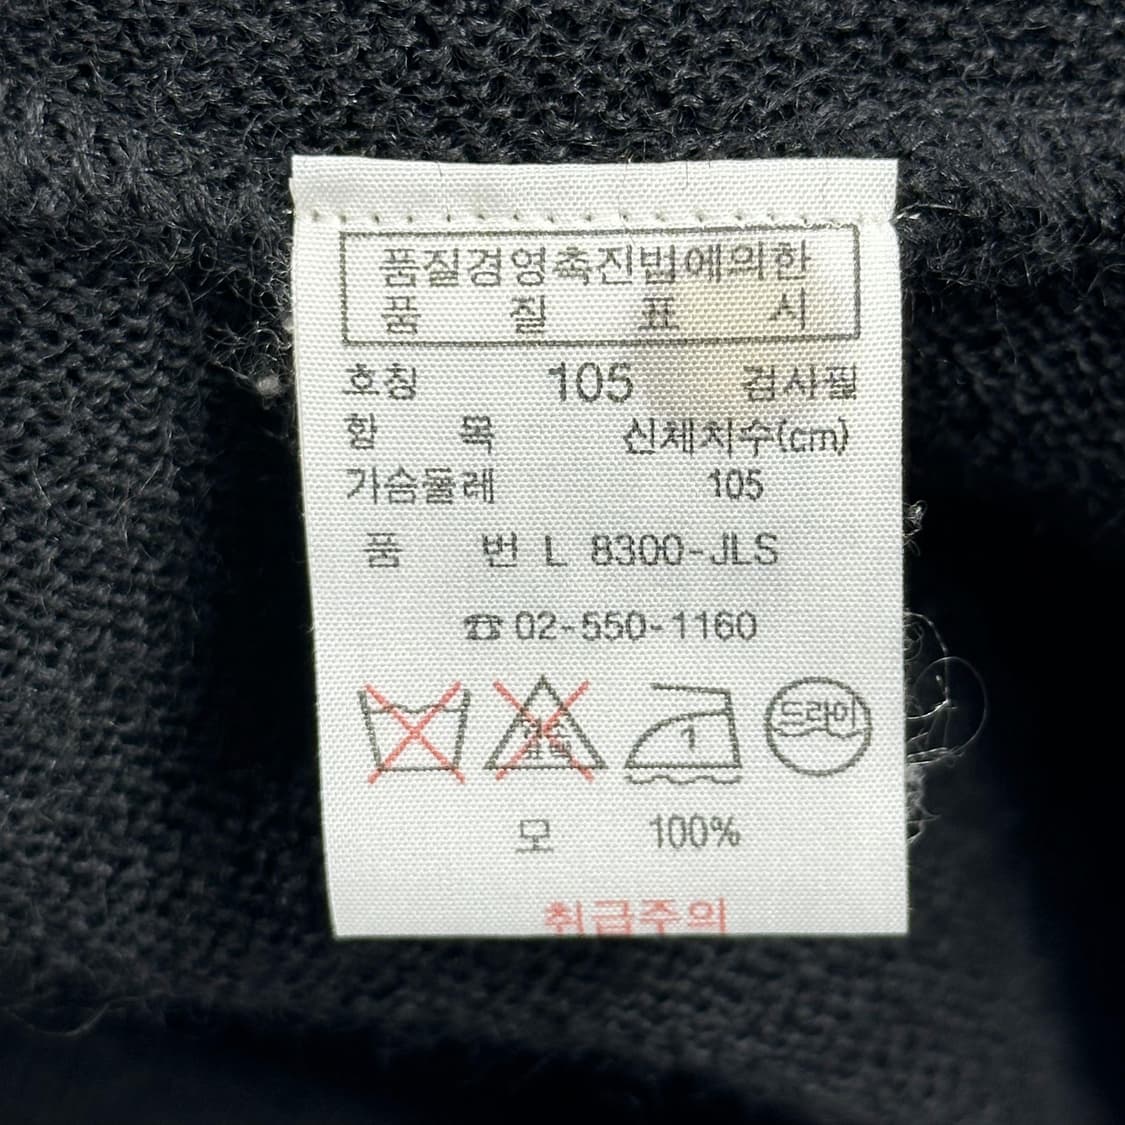 품질경영촉진법에의한
품 질 표 시
호칭 105 검사필
항 목 신체치수(cm)
가슴둘레 105
품 번 L 8300-JLS
☎02-550-1160
1 드라이
모 100%
취급주의